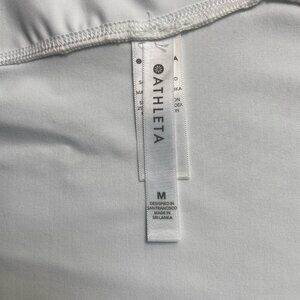 ATHLETA
M
DESIGNED IN
SAN FRANCISCO
MADE IN
SRI LANKA